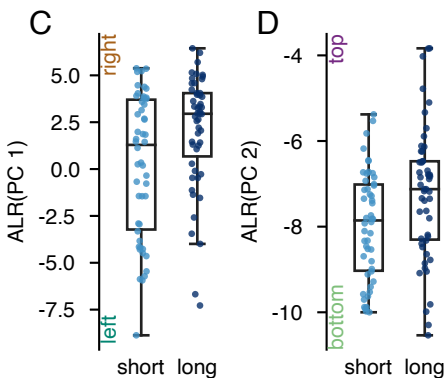 C
right
ALR(PC 1)
5.0
2.5
0.0
-2.5
-5.0
-7.5
left
short long
D
top
ALR(PC 2)
-4
-6
-8
-10
bottom
short long